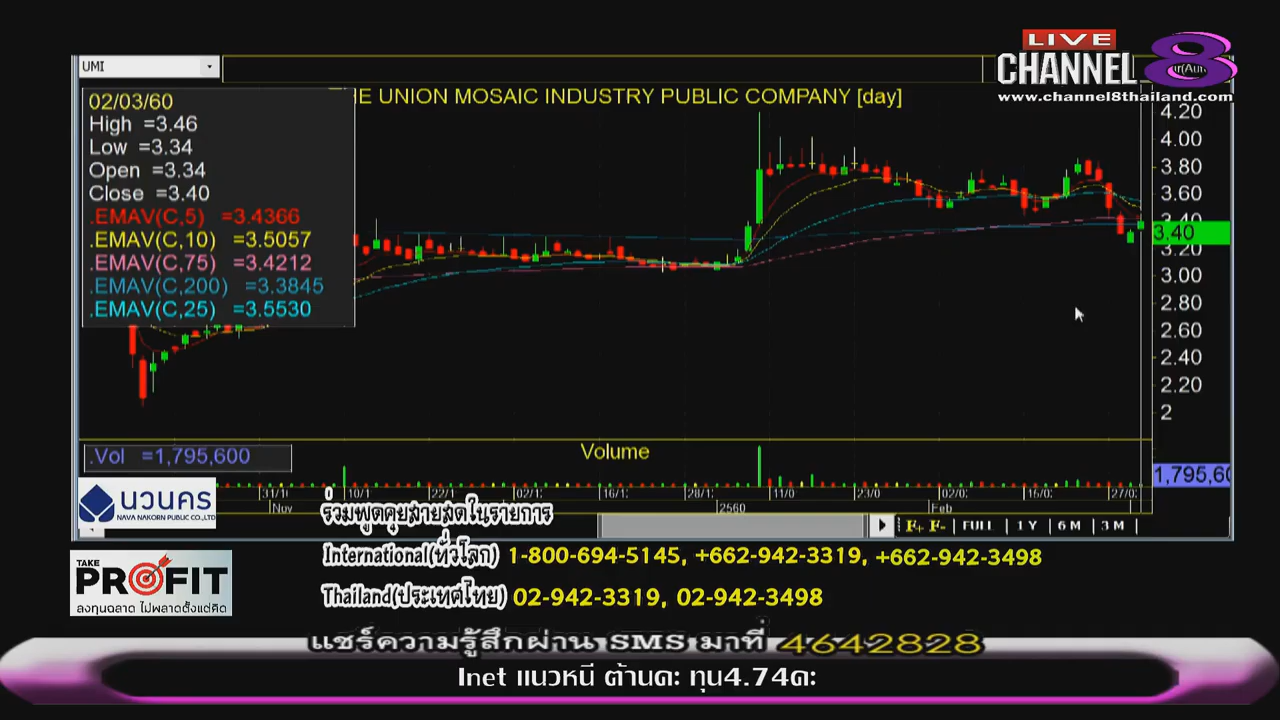 LIVE
CHANNEL 8
www.channel8thailand.com
UMI
THE UNION MOSAIC INDUSTRY PUBLIC COMPANY [day]
02/03/60
High =3.46
Low =3.34
Open =3.34
Close =3.40
.EMAV(C,5) =3.4366
.EMAV(C,10) =3.5057
.EMAV(C,75) =3.4212
.EMAV(C,200) =3.3845
.EMAV(C,25) =3.5530
4.20
4.00
3.80
3.60
3.40
3.40
3.20
3.00
2.80
2.60
2.40
2.20
2
Volume
.Vol =1,795,600
1,795,60
31/1 10/1 22/1 02/1 16/1 28/1 11/0 23/0 02/0 16/0 27/0
Nov 2560 Feb
F+ F- FULL 1 Y 6 M 3 M
นวนคร
NAVA NAKORN PUBLIC CO.,LTD
0
ร่วมพูดคุยสายสดในรายการ
International(ทั่วโลก) 1-800-694-5145, +662-942-3319, +662-942-3498
Thailand(ประเทศไทย) 02-942-3319, 02-942-3498
TAKE
PROFIT
ลงทุนฉลาด ไม่พลาดตั้งแต่คิด
แชร์ความรู้สึกผ่าน SMS มาที่ 4642828
Inet แนวหนี ต้านคะ ทุน4.74คะ